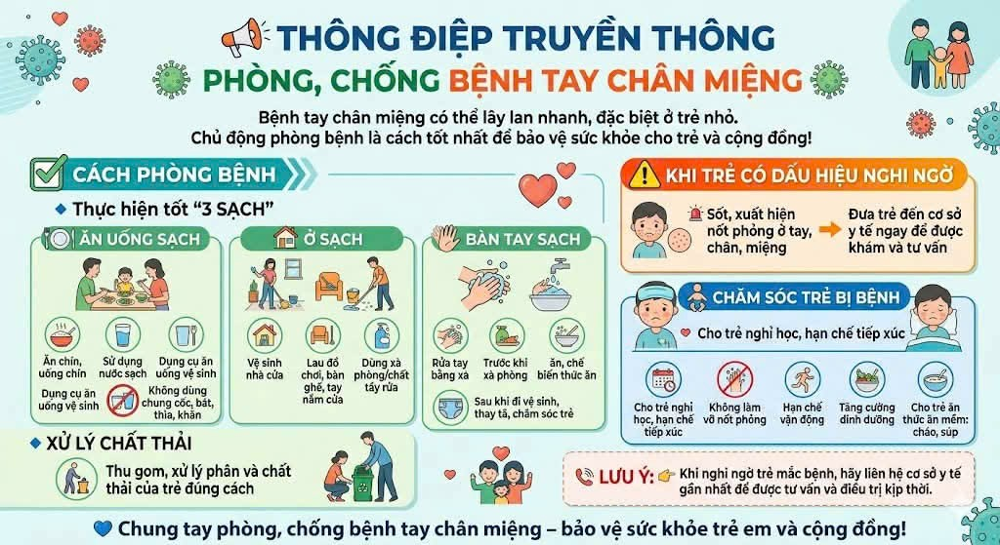 THÔNG ĐIỆP TRUYỀN THÔNG
PHÒNG, CHỐNG BỆNH TAY CHÂN MIỆNG
Bệnh tay chân miệng có thể lây lan nhanh, đặc biệt ở trẻ nhỏ.
Chủ động phòng bệnh là cách tốt nhất để bảo vệ sức khỏe cho trẻ và cộng đồng!
CÁCH PHÒNG BỆNH
Thực hiện tốt "3 SẠCH"
ĂN UỐNG SẠCH
Ăn chín,
uống chín
Sử dụng
nước sạch
Dụng cụ ăn
uống vệ sinh
Dụng cụ ăn
uống vệ sinh
Không dùng
chung cốc, bát,
thìa, khăn
Ở SẠCH
Vệ sinh
nhà cửa
Lau đồ
chơi, bàn
ghế, tay
nắm cửa
Dùng xà
phòng/chất
tẩy rửa
BÀN TAY SẠCH
Rửa tay
bằng xà
Trước khi
xà phòng
ăn, chế
biến thức ăn
Sau khi đi vệ sinh,
thay tã, chăm sóc trẻ
XỬ LÝ CHẤT THẢI
Thu gom, xử lý phân và chất
thải của trẻ đúng cách
KHI TRẺ CÓ DẤU HIỆU NGHI NGỜ
Sốt, xuất hiện
nốt phỏng ở tay,
chân, miệng
Đưa trẻ đến cơ sở
y tế ngay để được
khám và tư vấn
CHĂM SÓC TRẺ BỊ BỆNH
Cho trẻ nghỉ học, hạn chế tiếp xúc
Cho trẻ nghỉ
học, hạn chế
tiếp xúc
Không làm
vỡ nốt phỏng
Hạn chế
vận động
Tăng cường
dinh dưỡng
Cho trẻ ăn
thức ăn mềm:
cháo, súp
LƯU Ý: Khi nghi ngờ trẻ mắc bệnh, hãy liên hệ cơ sở y tế
gần nhất để được tư vấn và điều trị kịp thời.
Chung tay phòng, chống bệnh tay chân miệng – bảo vệ sức khỏe trẻ em và cộng đồng!